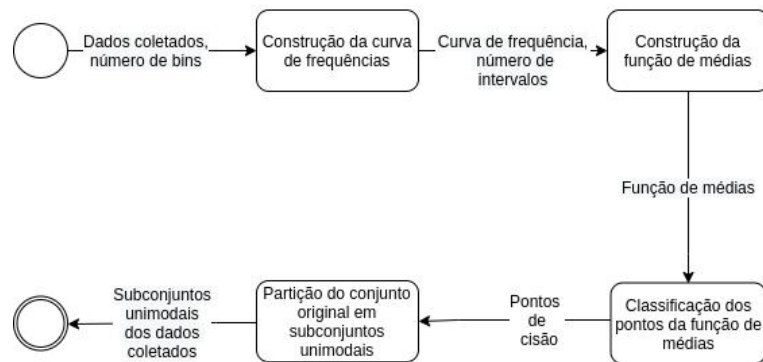 Dados coletados,
número de bins
Construção da curva
de frequências
Curva de frequência,
número de
intervalos
Construção da
função de médias
Função de médias
Classificação dos
pontos da função de
médias
Pontos
de
cisão
Partição do conjunto
original em
subconjuntos
unimodais
Subconjuntos
unimodais
dos dados
coletados